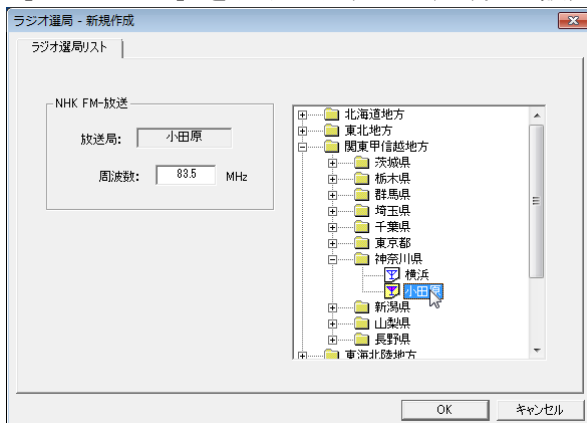 ラジオ選局 - 新規作成
ラジオ選局リスト
NHK FM-放送
放送局: 小田原
周波数: 83.5 MHz
北海道地方
東北地方
関東甲信越地方
茨城県
栃木県
群馬県
埼玉県
千葉県
東京都
神奈川県
横浜
小田原
新潟県
山梨県
長野県
東海北陸地方
OK キャンセル